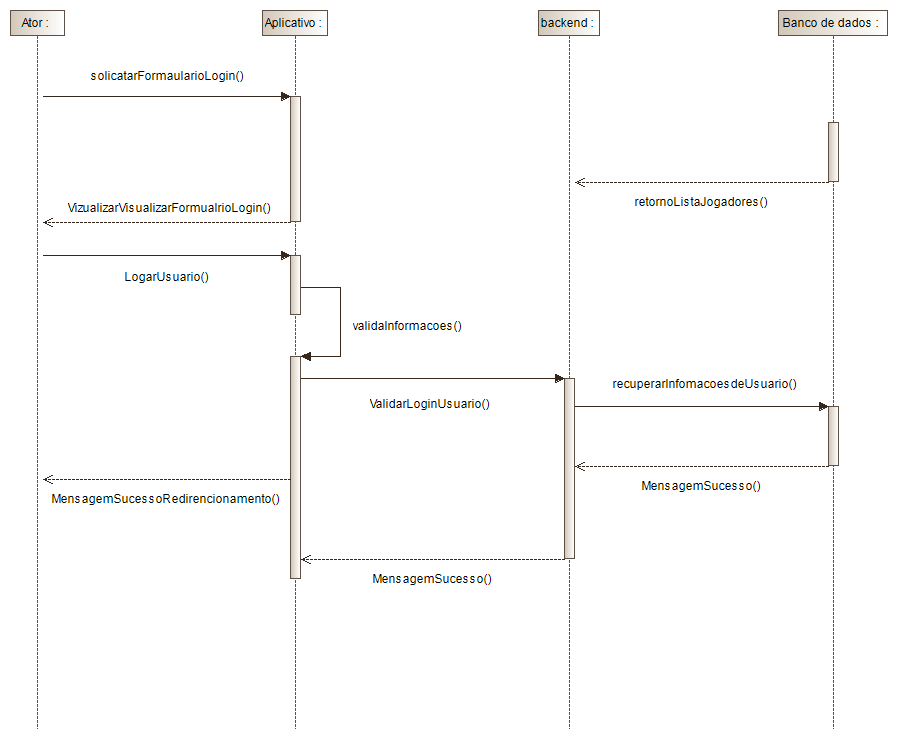 Ator :
Aplicativo :
backend :
Banco de dados :
solicatarFormaularioLogin()
retornoListaJogadores()
VizualizarVisualizarFormualrioLogin()
LogarUsuario()
validaInformacoes()
recuperarInfomacoesdeUsuario()
ValidarLoginUsuario()
MensagemSucesso()
MensagemSucessoRedirencionamento()
MensagemSucesso()